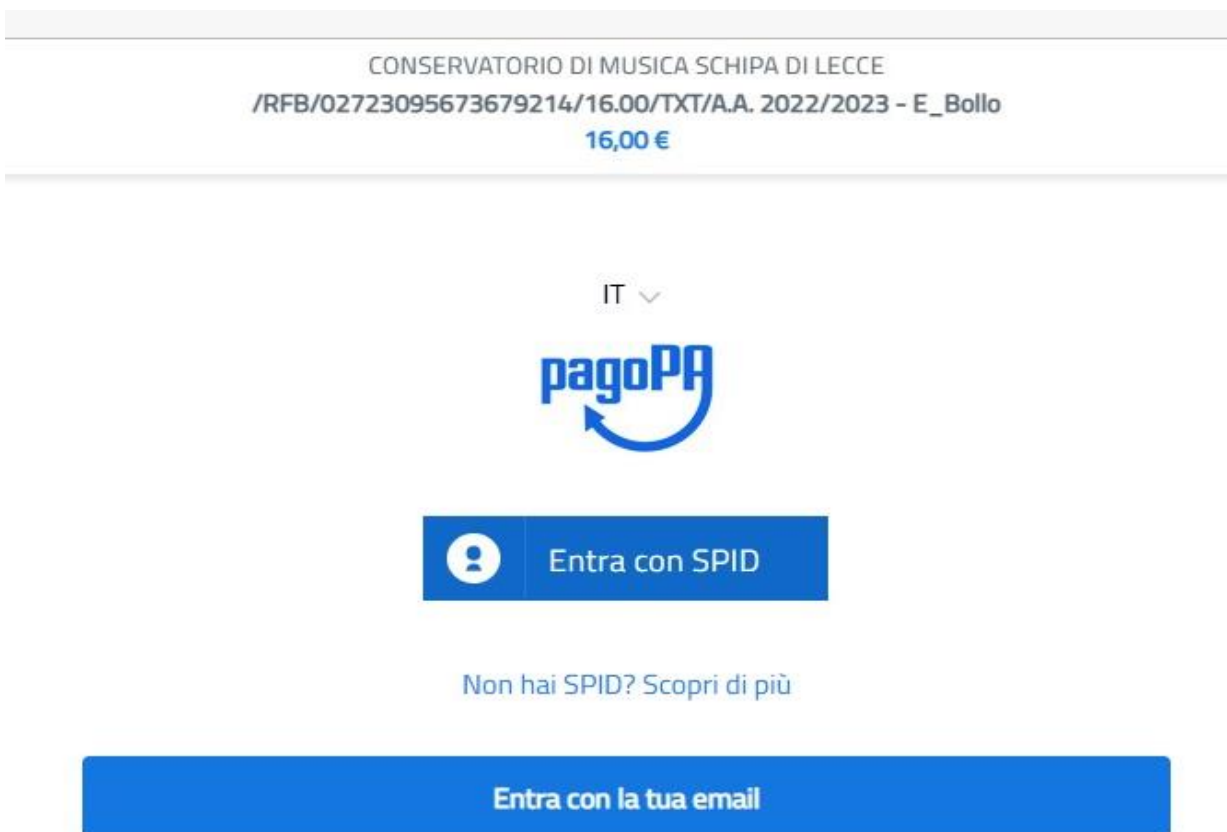 CONSERVATORIO DI MUSICA SCHIPA DI LECCE
/RFB/02723095673679214/16.00/TXT/A.A. 2022/2023 - E_Bollo
16,00 €
IT
pagoPA
Entra con SPID
Non hai SPID? Scopri di più
Entra con la tua email